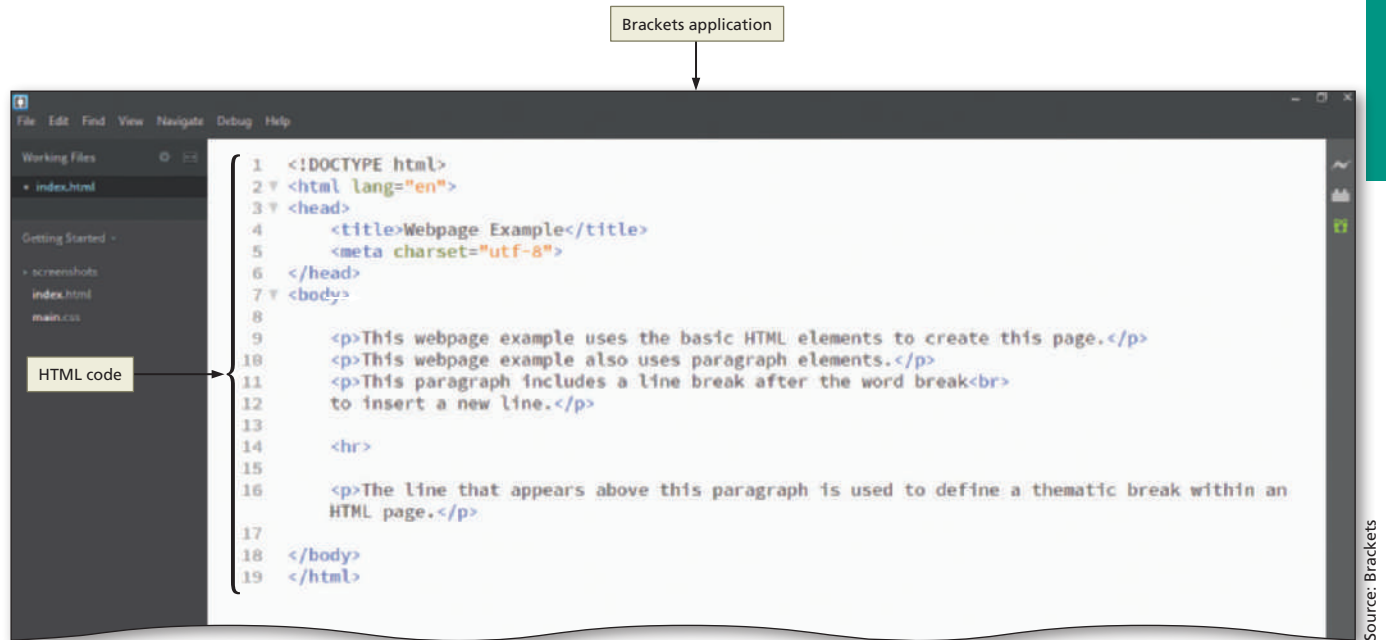 Brackets application
File Edit Find View Navigate Debug Help
Working Files
index.html
Getting Started
screenshots
index.html
main.css
HTML code
1 <!DOCTYPE html>
2 <html lang="en">
3 <head>
4 <title>Webpage Example</title>
5 <meta charset="utf-8">
6 </head>
7 <body>
8
9 <p>This webpage example uses the basic HTML elements to create this page.</p>
10 <p>This webpage example also uses paragraph elements.</p>
11 <p>This paragraph includes a line break after the word break<br>
12 to insert a new line.</p>
13
14 <hr>
15
16 <p>The line that appears above this paragraph is used to define a thematic break within an
HTML page.</p>
17
18 </body>
19 </html>
Source: Brackets